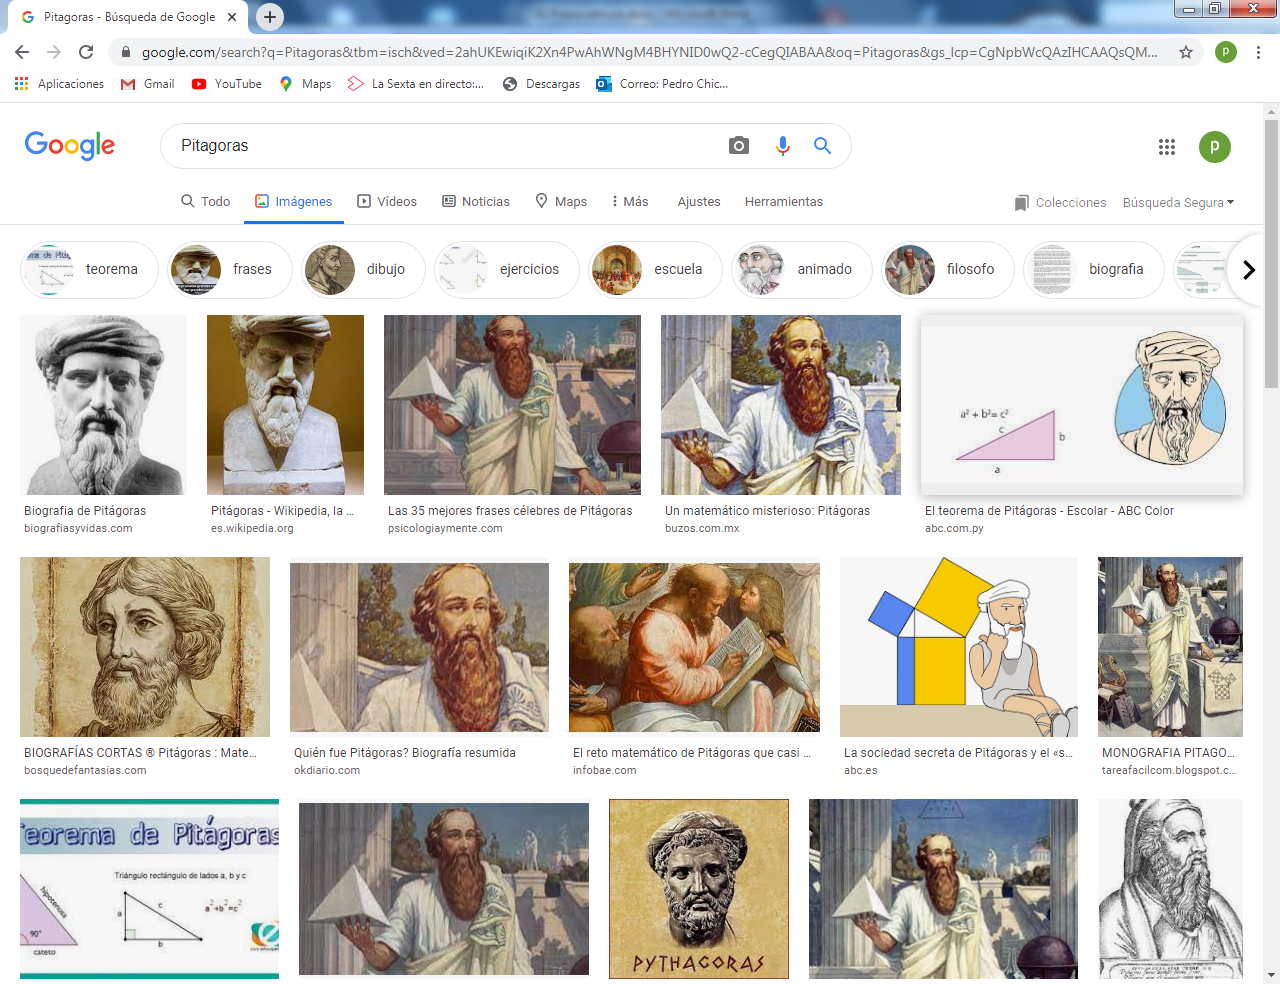 Pitagoras - Búsqueda de Google
google.com/search?q=Pitagoras&tbm=isch&ved=2ahUKEwiqiK2Xn4PwAhWNgM4BHYNID0wQ2-cCegQIABAA&oq=Pitagoras&gs_lcp=CgNpbWcQAzIHCAAQsQM...
p
Aplicaciones
Gmail
YouTube
Maps
La Sexta en directo:...
Descargas
Correo: Pedro Chic...
Google
Pitagoras
p
Todo
Imágenes
Vídeos
Noticias
Maps
Más
Ajustes
Herramientas
Colecciones
Búsqueda Segura
teorema
frases
dibujo
ejercicios
escuela
animado
filosofo
biografia
a² + b²= c²
c
b
a
Biografia de Pitágoras
biografiasyvidas.com
Pitágoras - Wikipedia, la ...
es.wikipedia.org
Las 35 mejores frases célebres de Pitágoras
psicologiaymente.com
Un matemático misterioso: Pitágoras
buzos.com.mx
El teorema de Pitágoras - Escolar - ABC Color
abc.com.py
BIOGRAFÍAS CORTAS ® Pitágoras : Mate...
bosquedefantasias.com
Quién fue Pitágoras? Biografía resumida
okdiario.com
El reto matemático de Pitágoras que casi ...
infobae.com
La sociedad secreta de Pitágoras y el «s...
abc.es
MONOGRAFIA PITAGO...
tareafacilcom.blogspot.c...
Teorema de Pitágoras
Triángulo rectángulo de lados a, b y c
hipotenusa
90°
cateto
a
c
b
a²+b²=c²
PYTHAGORAS